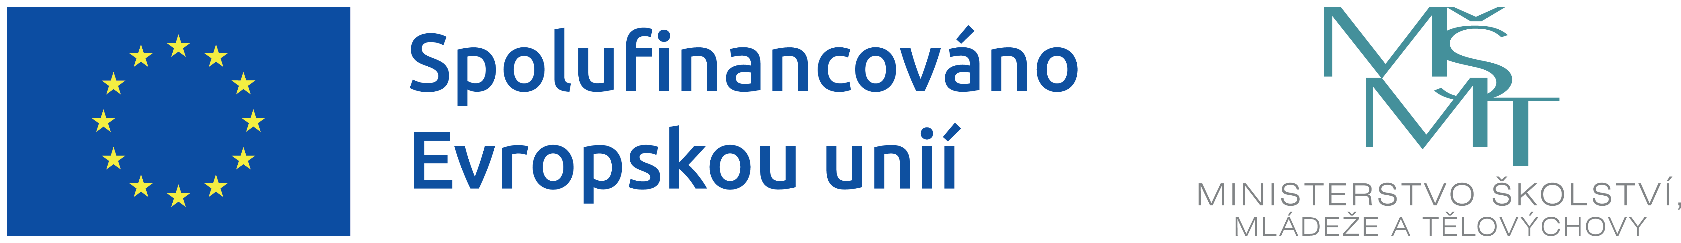 Spolufinancováno
Evropskou unií
MŠMT
MINISTERSTVO ŠKOLSTVÍ,
MLÁDEŽE A TĚLOVÝCHOVY